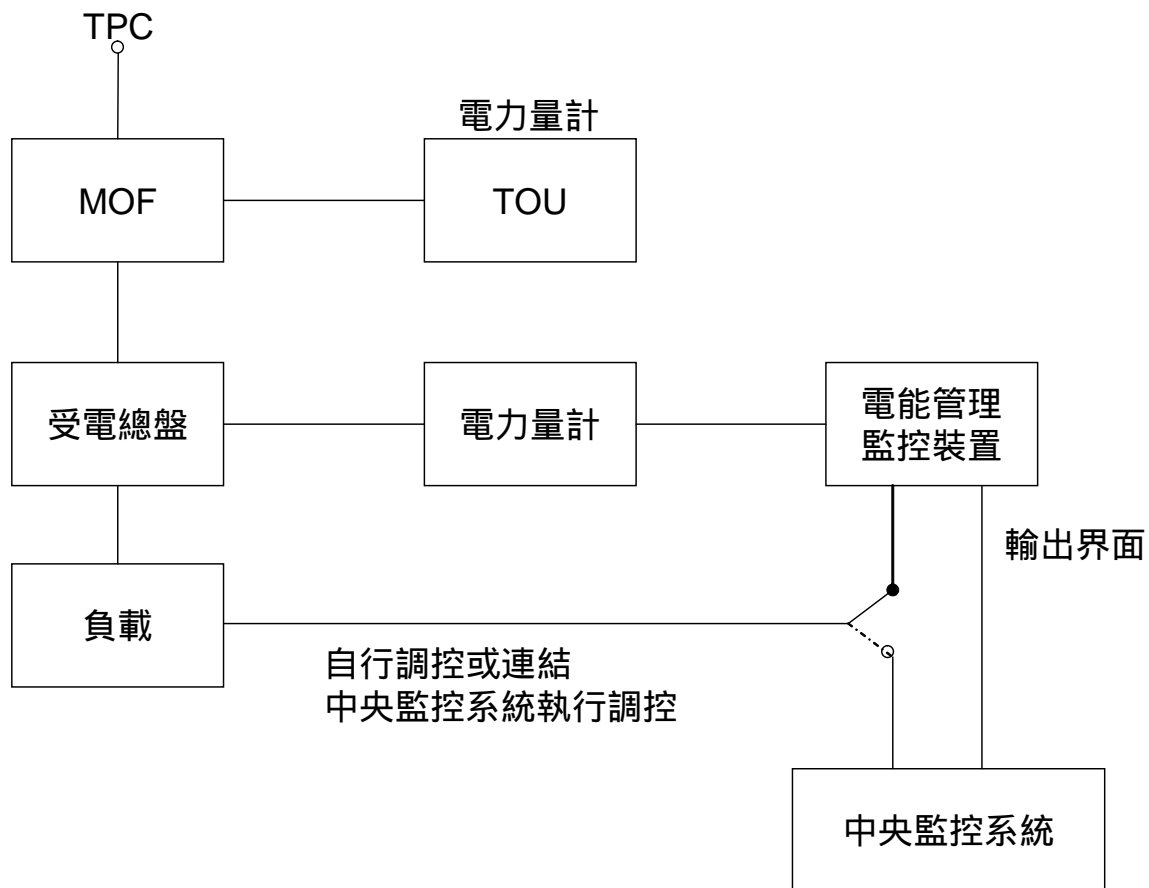 TPC
電力量計
MOF
TOU
受電總盤
電力量計
電能管理
監控裝置
輸出界面
負載
自行調控或連結
中央監控系統執行調控
中央監控系統